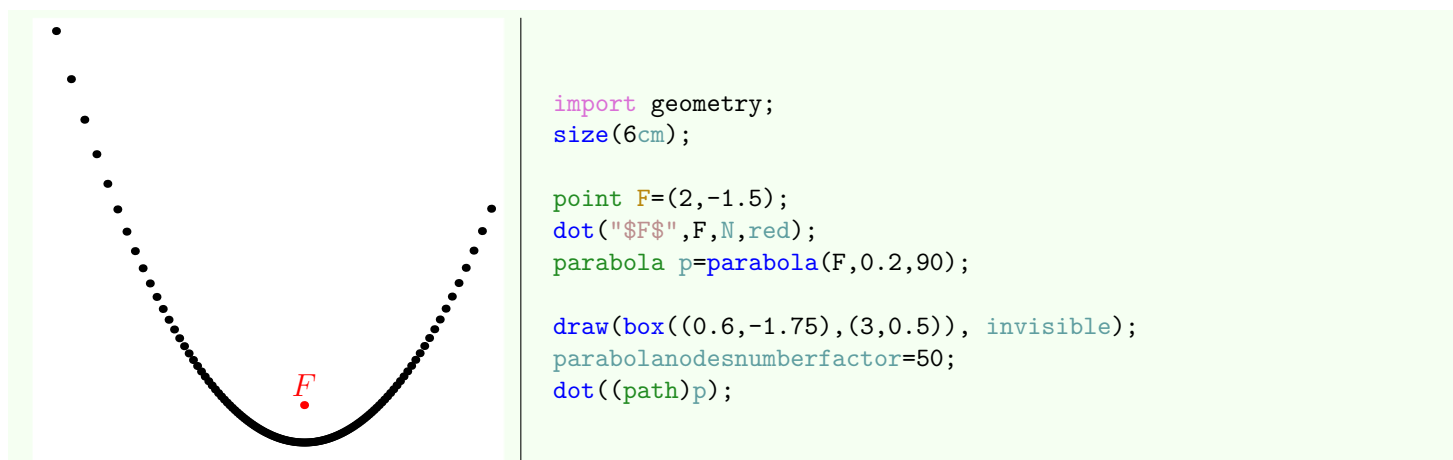 F
import geometry;
size(6cm);
point F=(2,-1.5);
dot("$F$",F,N,red);
parabola p=parabola(F,0.2,90);
draw(box((0.6,-1.75),(3,0.5)), invisible);
parabolanodesnumberfactor=50;
dot((path)p);